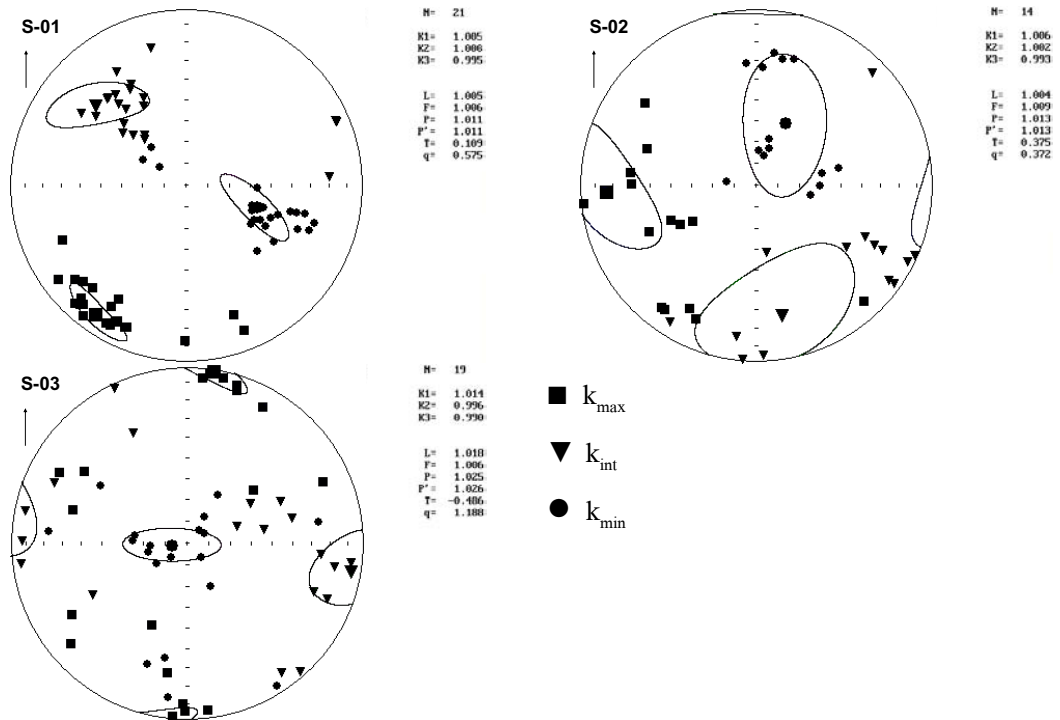 S-01
N= 21
K1= 1.005
K2= 1.000
K3= 0.995
L= 1.005
F= 1.006
P= 1.011
P'= 1.011
T= 0.109
q= 0.575
S-02
N= 14
K1= 1.006
K2= 1.002
K3= 0.993
L= 1.004
F= 1.009
P= 1.013
P'= 1.013
T= 0.375
q= 0.372
S-03
N= 19
K1= 1.014
K2= 0.996
K3= 0.990
L= 1.018
F= 1.006
P= 1.025
P'= 1.026
T= -0.486
q= 1.188
kmax
kint
kmin